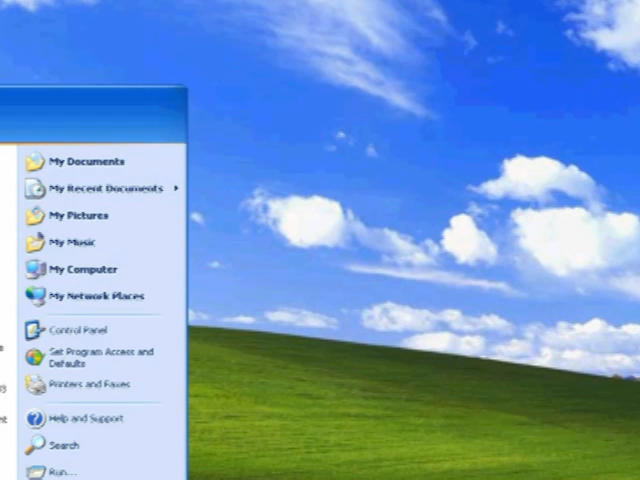 My Documents
My Recent Documents
My Pictures
My Music
My Computer
My Network Places
Control Panel
Set Program Access and
Defaults
Printers and Faxes
Help and Support
Search
Run...